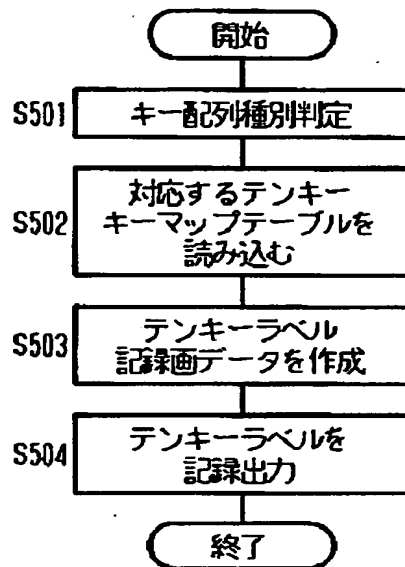 開始
S501
キー配列種別判定
S502
対応するテンキー
キーマップテーブルを
読み込む
S503
テンキーラベル
記録画データを作成
S504
テンキーラベルを
記録出力
終了